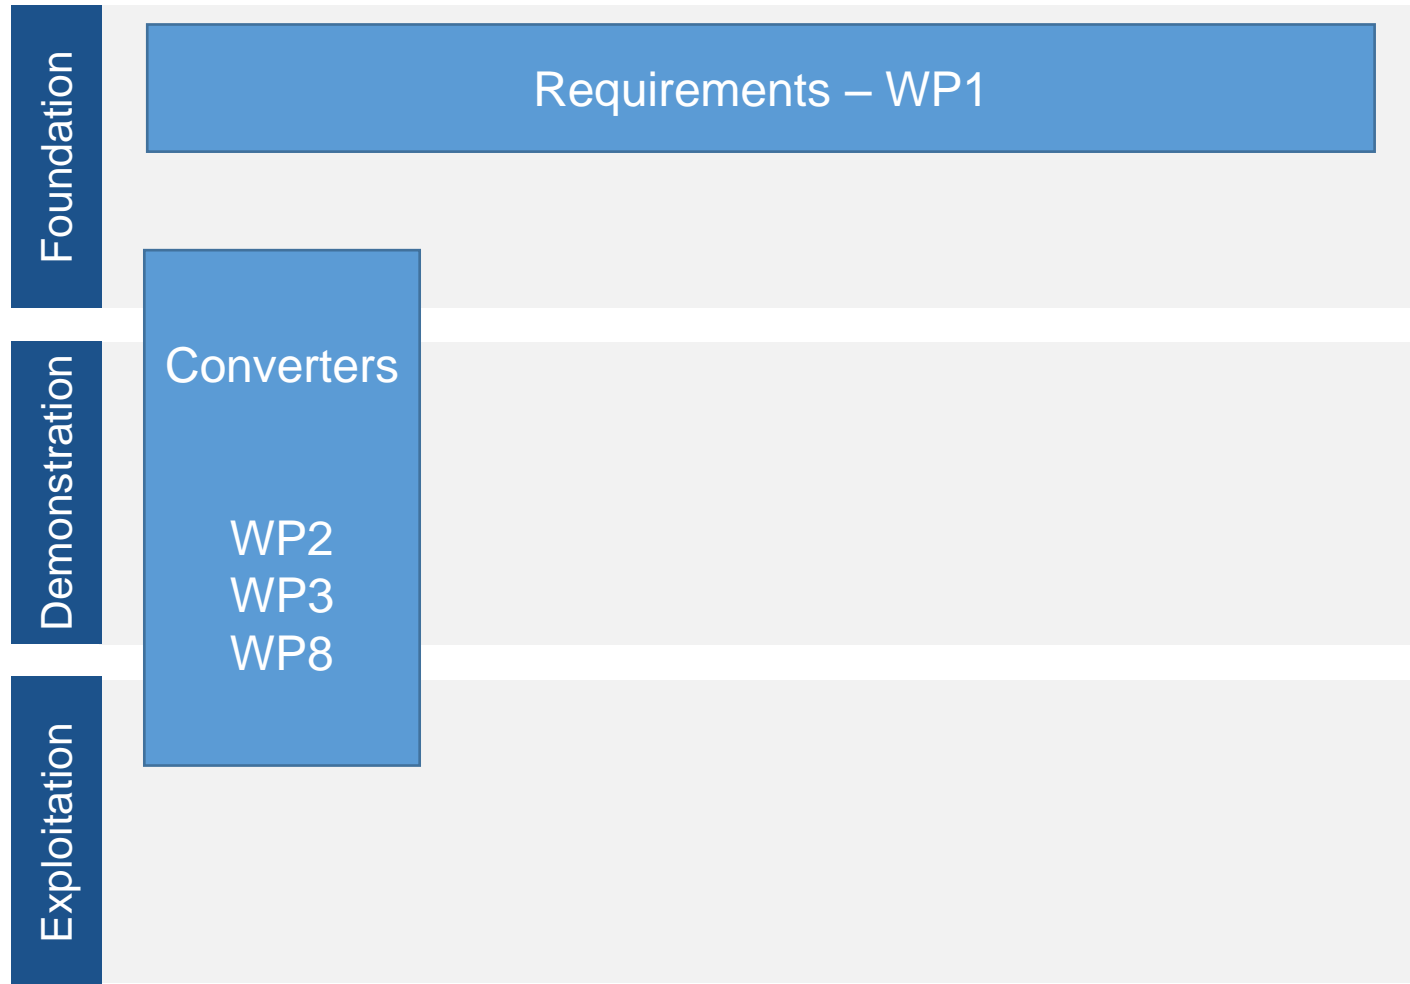 Foundation
Requirements – WP1
Converters
Demonstration
WP2
WP3
WP8
Exploitation